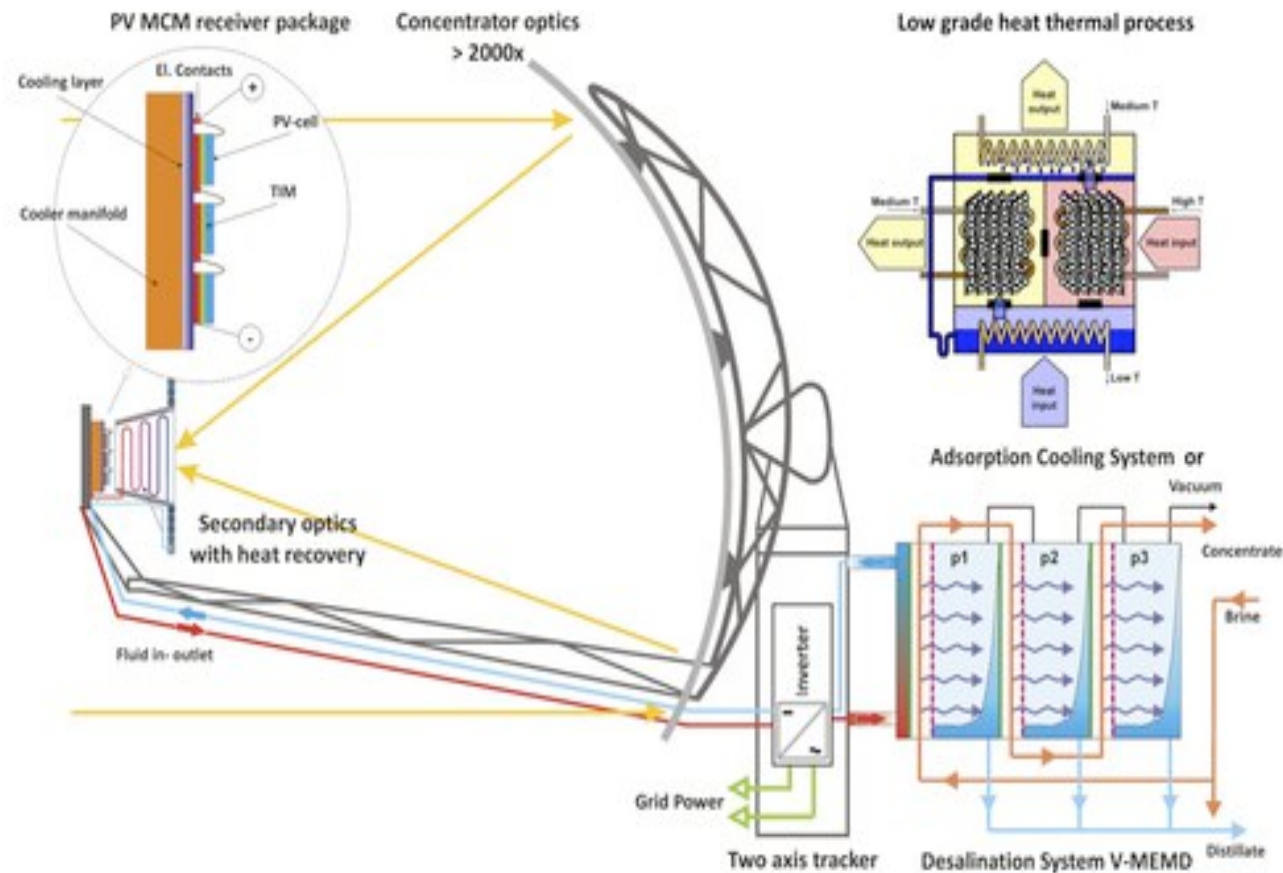 PV MCM receiver package
Concentrator optics
> 2000x
Low grade heat thermal process
El. Contacts
Cooling layer
+
PV-cell
TIM
Cooler manifold
-
Heat
output
Medium T
Medium T
High T
Heat output
Heat input
Low T
Heat
input
Adsorption Cooling System or
Vacuum
Concentrate
p1
p2
p3
Brine
Secondary optics
with heat recovery
Fluid in- outlet
Inverter
Grid Power
Two axis tracker
Desalination System V-MEMD
Distillate